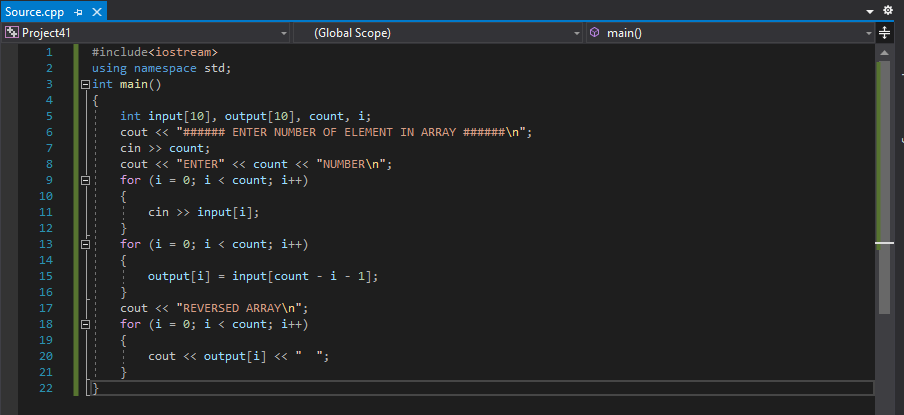 Source.cpp
Project41 (Global Scope) main()
1 #include<iostream>
2 using namespace std;
3 int main()
4 {
5 int input[10], output[10], count, i;
6 cout << "###### ENTER NUMBER OF ELEMENT IN ARRAY ######\n";
7 cin >> count;
8 cout << "ENTER" << count << "NUMBER\n";
9 for (i = 0; i < count; i++)
10 {
11 cin >> input[i];
12 }
13 for (i = 0; i < count; i++)
14 {
15 output[i] = input[count - i - 1];
16 }
17 cout << "REVERSED ARRAY\n";
18 for (i = 0; i < count; i++)
19 {
20 cout << output[i] << "  ";
21 }
22 }